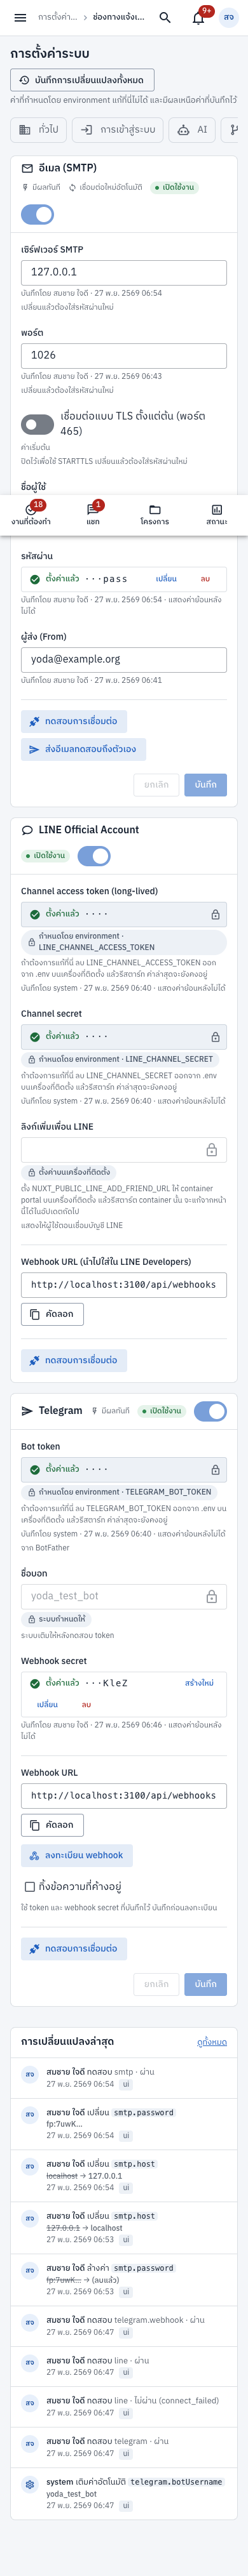 การตั้งค่า... > ช่องทางแจ้งเ... 9+ สจ
การตั้งค่าระบบ
บันทึกการเปลี่ยนแปลงทั้งหมด
ค่าที่กำหนดโดย environment แก้ที่นี่ไม่ได้ และมีผลเหนือค่าที่บันทึกไว้
ทั่วไป การเข้าสู่ระบบ AI
อีเมล (SMTP)
มีผลทันที เชื่อมต่อใหม่อัตโนมัติ เปิดใช้งาน
เซิร์ฟเวอร์ SMTP
127.0.0.1
บันทึกโดย สมชาย ใจดี · 27 พ.ย. 2569 06:54
เปลี่ยนแล้วต้องใส่รหัสผ่านใหม่
พอร์ต
1026
บันทึกโดย สมชาย ใจดี · 27 พ.ย. 2569 06:43
เปลี่ยนแล้วต้องใส่รหัสผ่านใหม่
เชื่อมต่อแบบ TLS ตั้งแต่ต้น (พอร์ต
465)
ค่าเริ่มต้น
ปิดไว้เพื่อใช้ STARTTLS เปลี่ยนแล้วต้องใส่รหัสผ่านใหม่
ชื่อผู้ใช้
18 1
งานที่ต้องทำ แชท โครงการ สถานะ
รหัสผ่าน
ตั้งค่าแล้ว ···pass เปลี่ยน ลบ
บันทึกโดย สมชาย ใจดี · 27 พ.ย. 2569 06:54 · แสดงค่าย้อนหลัง
ไม่ได้
ผู้ส่ง (From)
yoda@example.org
บันทึกโดย สมชาย ใจดี · 27 พ.ย. 2569 06:41
ทดสอบการเชื่อมต่อ
ส่งอีเมลทดสอบถึงตัวเอง
ยกเลิก บันทึก
LINE Official Account
เปิดใช้งาน
Channel access token (long-lived)
ตั้งค่าแล้ว ····
กำหนดโดย environment ·
LINE_CHANNEL_ACCESS_TOKEN
ถ้าต้องการแก้ที่นี่ ลบ LINE_CHANNEL_ACCESS_TOKEN ออกจาก .env บนเครื่องที่ติดตั้ง แล้วรีสตาร์ท ค่าล่าสุดจะยังคงอยู่
บันทึกโดย system · 27 พ.ย. 2569 06:40 · แสดงค่าย้อนหลังไม่ได้
Channel secret
ตั้งค่าแล้ว ····
กำหนดโดย environment · LINE_CHANNEL_SECRET
ถ้าต้องการแก้ที่นี่ ลบ LINE_CHANNEL_SECRET ออกจาก .env บนเครื่องที่ติดตั้ง แล้วรีสตาร์ท ค่าล่าสุดจะยังคงอยู่
บันทึกโดย system · 27 พ.ย. 2569 06:40 · แสดงค่าย้อนหลังไม่ได้
ลิงก์เพิ่มเพื่อน LINE
ตั้งค่าบนเครื่องที่ติดตั้ง
ตั้ง NUXT_PUBLIC_LINE_ADD_FRIEND_URL ให้ container
portal บนเครื่องที่ติดตั้ง แล้วรีสตาร์ต container นั้น จะแก้จากหน้านี้ได้ในอัปเดตถัดไป
แสดงให้ผู้ใช้ตอนเชื่อมบัญชี LINE
Webhook URL (นำไปใส่ใน LINE Developers)
http://localhost:3100/api/webhooks
คัดลอก
ทดสอบการเชื่อมต่อ
Telegram มีผลทันที เปิดใช้งาน
Bot token
ตั้งค่าแล้ว ····
กำหนดโดย environment · TELEGRAM_BOT_TOKEN
ถ้าต้องการแก้ที่นี่ ลบ TELEGRAM_BOT_TOKEN ออกจาก .env บนเครื่องที่ติดตั้ง แล้วรีสตาร์ท ค่าล่าสุดจะยังคงอยู่
บันทึกโดย system · 27 พ.ย. 2569 06:40 · แสดงค่าย้อนหลังไม่ได้
จาก BotFather
ชื่อบอท
yoda_test_bot
ระบบกำหนดให้
ระบบเติมให้หลังทดสอบ token
Webhook secret
ตั้งค่าแล้ว ···KleZ สร้างใหม่
เปลี่ยน ลบ
บันทึกโดย สมชาย ใจดี · 27 พ.ย. 2569 06:46 · แสดงค่าย้อนหลัง
ไม่ได้
Webhook URL
http://localhost:3100/api/webhooks
คัดลอก
ลงทะเบียน webhook
ทิ้งข้อความที่ค้างอยู่
ใช้ token และ webhook secret ที่บันทึกไว้ บันทึกก่อนลงทะเบียน
ทดสอบการเชื่อมต่อ
ยกเลิก บันทึก
การเปลี่ยนแปลงล่าสุด ดูทั้งหมด
สจ สมชาย ใจดี ทดสอบ smtp · ผ่าน
27 พ.ย. 2569 06:54 ui
สจ สมชาย ใจดี เปลี่ยน smtp.password
fp:7uwK…
27 พ.ย. 2569 06:54 ui
สจ สมชาย ใจดี เปลี่ยน smtp.host
localhost → 127.0.0.1
27 พ.ย. 2569 06:54 ui
สจ สมชาย ใจดี เปลี่ยน smtp.host
127.0.0.1 → localhost
27 พ.ย. 2569 06:53 ui
สจ สมชาย ใจดี ล้างค่า smtp.password
fp:7uwK… → (ลบแล้ว)
27 พ.ย. 2569 06:53 ui
สจ สมชาย ใจดี ทดสอบ telegram.webhook · ผ่าน
27 พ.ย. 2569 06:47 ui
สจ สมชาย ใจดี ทดสอบ line · ผ่าน
27 พ.ย. 2569 06:47 ui
สจ สมชาย ใจดี ทดสอบ line · ไม่ผ่าน (connect_failed)
27 พ.ย. 2569 06:47 ui
สจ สมชาย ใจดี ทดสอบ telegram · ผ่าน
27 พ.ย. 2569 06:47 ui
system เติมค่าอัตโนมัติ telegram.botUsername
yoda_test_bot
27 พ.ย. 2569 06:47 ui